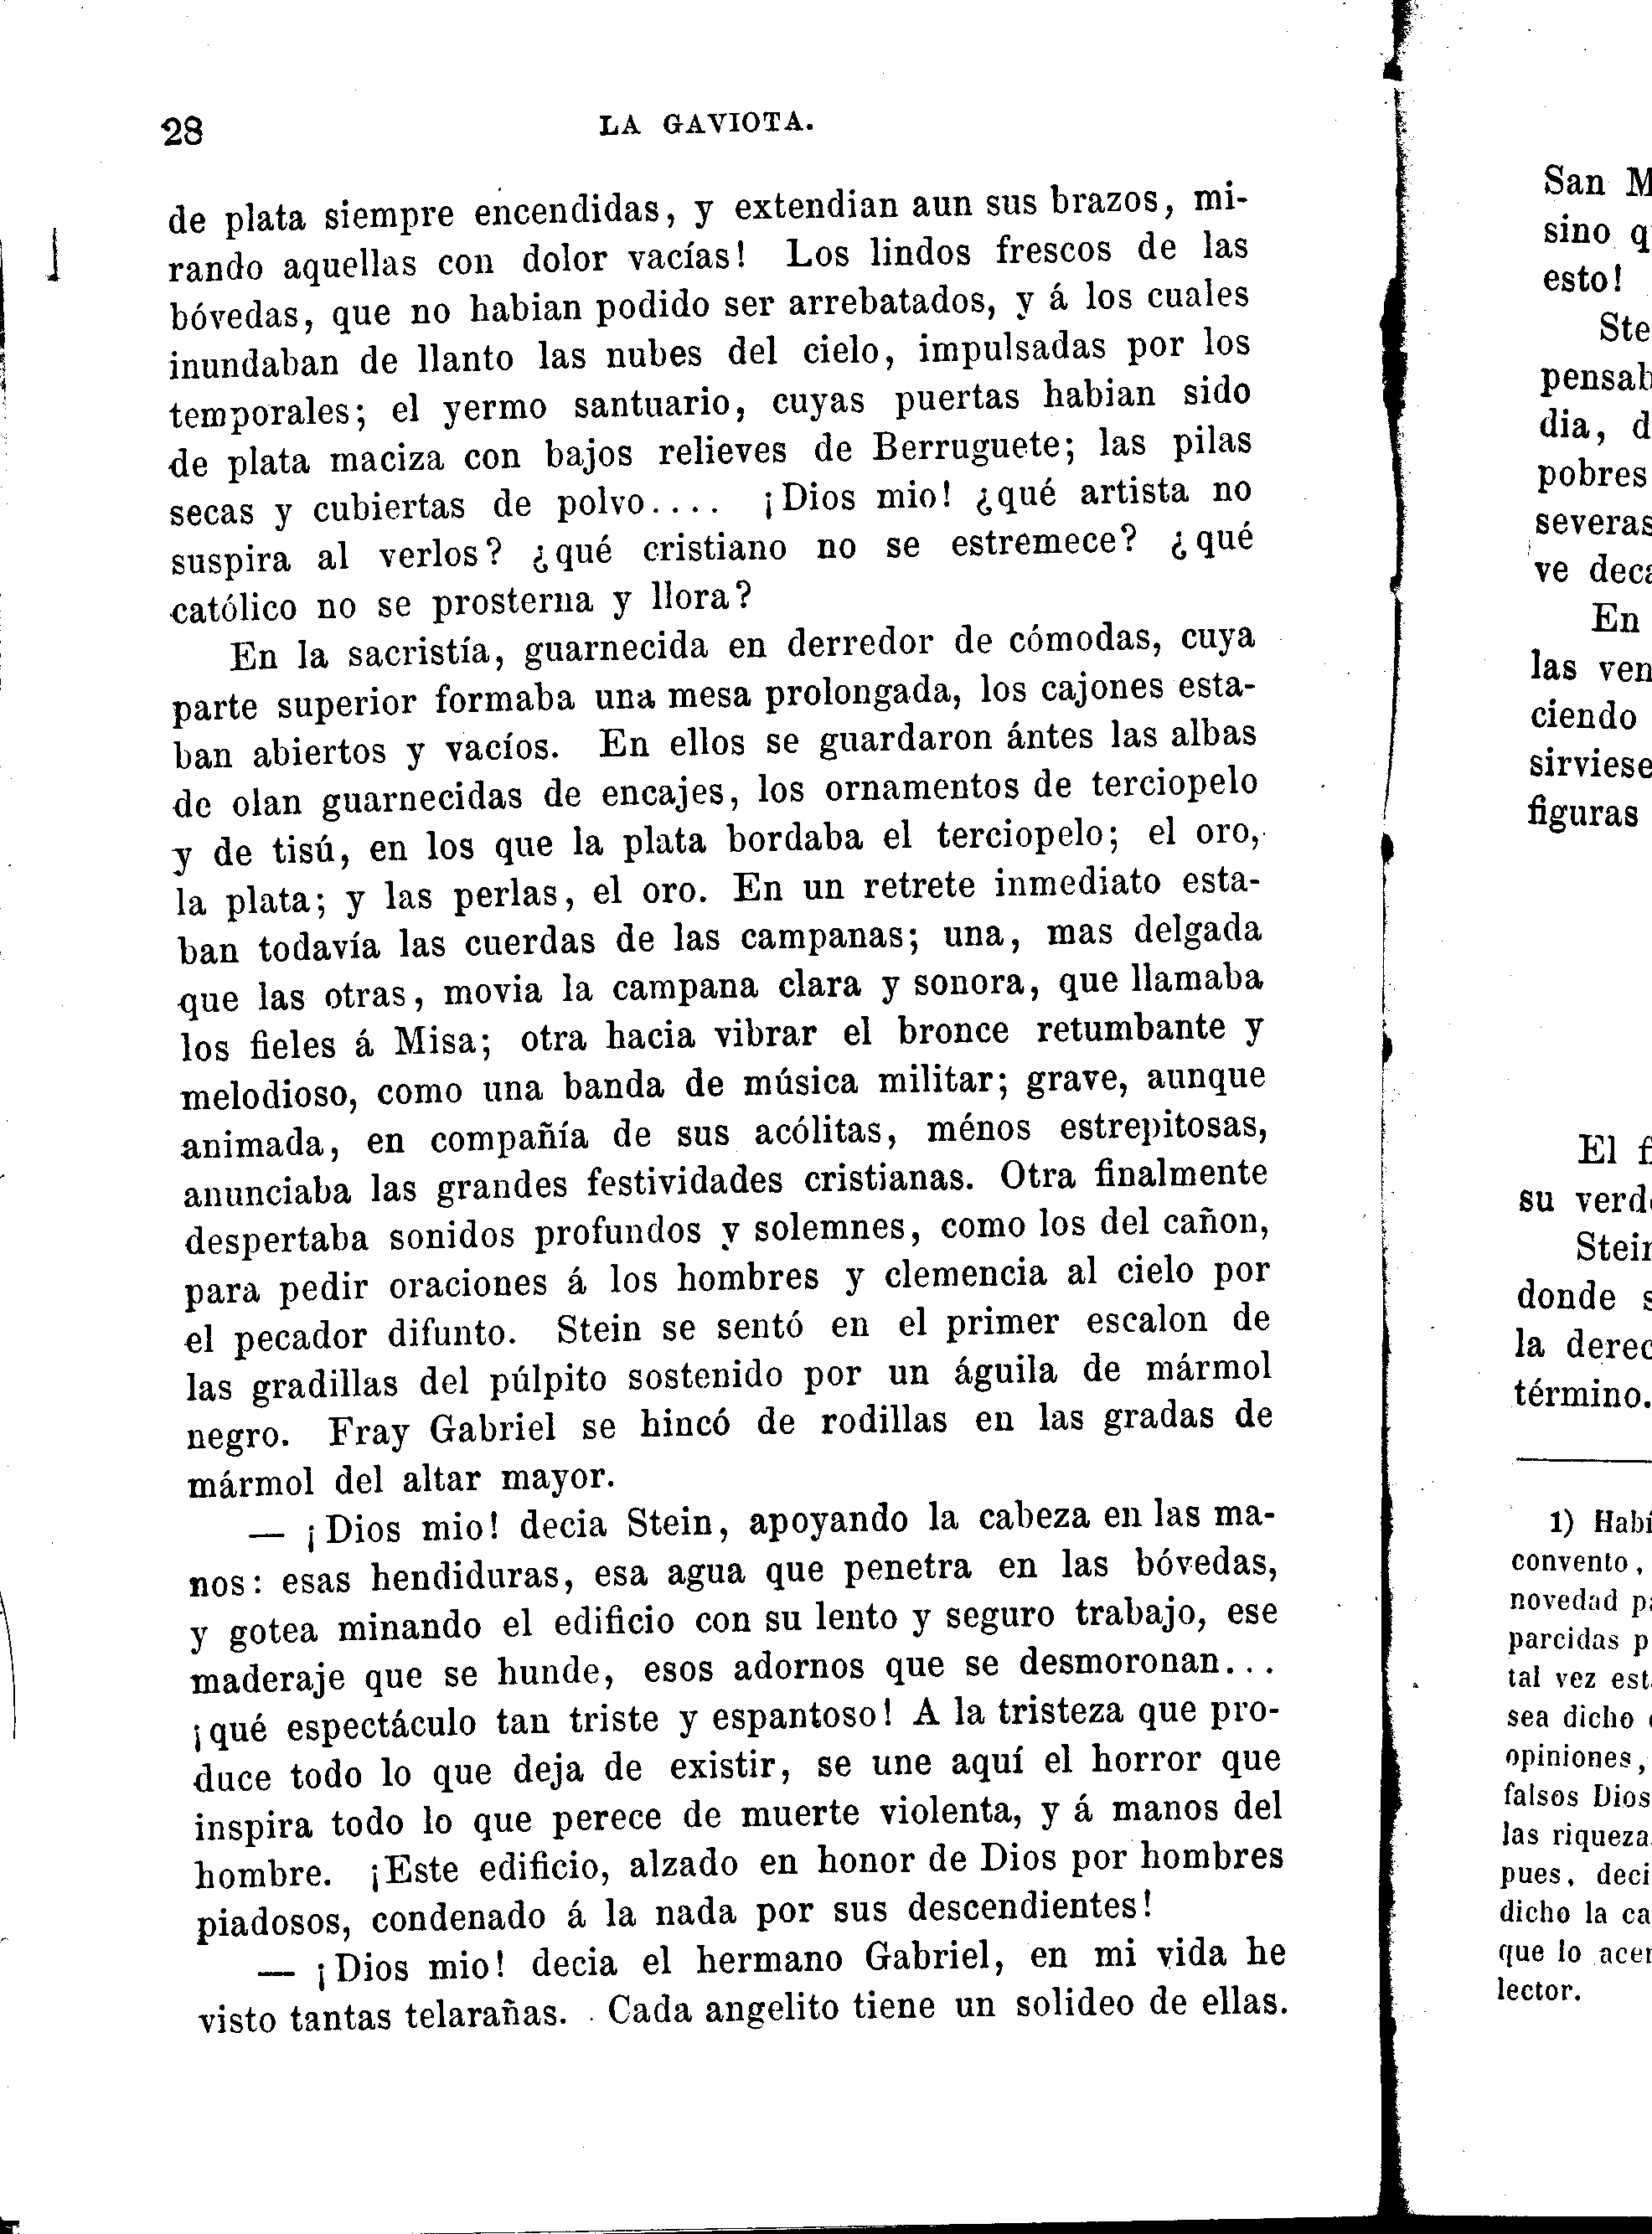 28 LA GAVIOTA.
de plata siempre encendidas, y extendian aun sus brazos, mi-
rando aquellas con dolor vacías! Los lindos frescos de las
bóvedas, que no habian podido ser arrebatados, y á los cuales
inundaban de llanto las nubes del cielo, impulsadas por los
temporales; el yermo santuario, cuyas puertas habian sido
de plata maciza con bajos relieves de Berruguete; las pilas
secas y cubiertas de polvo.... ¡Dios mio! ¿qué artista no
suspira al verlos? ¿qué cristiano no se estremece? ¿qué
católico no se prosterna y llora?
En la sacristía, guarnecida en derredor de cómodas, cuya
parte superior formaba una mesa prolongada, los cajones esta-
ban abiertos y vacíos. En ellos se guardaron ántes las albas
de olan guarnecidas de encajes, los ornamentos de terciopelo
y de tisú, en los que la plata bordaba el terciopelo; el oro,
la plata; y las perlas, el oro. En un retrete inmediato esta-
ban todavía las cuerdas de las campanas; una, mas delgada
que las otras, movia la campana clara y sonora, que llamaba
los fieles á Misa; otra hacia vibrar el bronce retumbante y
melodioso, como una banda de música militar; grave, aunque
animada, en compañía de sus acólitas, ménos estrepitosas,
anunciaba las grandes festividades cristianas. Otra finalmente
despertaba sonidos profundos y solemnes, como los del cañon,
para pedir oraciones á los hombres y clemencia al cielo por
el pecador difunto. Stein se sentó en el primer escalon de
las gradillas del púlpito sostenido por un águila de mármol
negro. Fray Gabriel se hincó de rodillas en las gradas de
mármol del altar mayor.
— ¡Dios mio! decia Stein, apoyando la cabeza en las ma-
nos: esas hendiduras, esa agua que penetra en las bóvedas,
y gotea minando el edificio con su lento y seguro trabajo, ese
maderaje que se hunde, esos adornos que se desmoronan...
¡qué espectáculo tan triste y espantoso! A la tristeza que pro-
duce todo lo que deja de existir, se une aquí el horror que
inspira todo lo que perece de muerte violenta, y á manos del
hombre. ¡Este edificio, alzado en honor de Dios por hombres
piadosos, condenado á la nada por sus descendientes!
— ¡Dios mio! decia el hermano Gabriel, en mi vida he
visto tantas telarañas. Cada angelito tiene un solideo de ellas.
San M
sino q
esto!
Ste
pensab
dia, d
pobres
severas
ve deca
En
las ven
ciendo
sirviese
figuras
El fi
su verd
Stein
donde s
la derec
término.
1) Habí
convento,
novedad pa
parcidas p
tal vez est
sea dicho
opiniones,
falsos Dios
las riqueza
pues, deci
dicho la ca
que lo acer
lector.